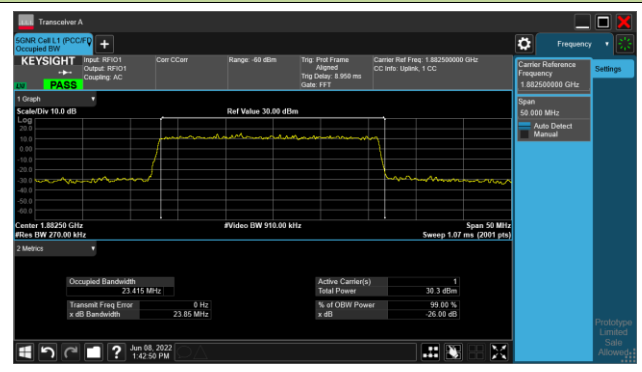 Transceiver A
5GNR Cell L1 (PCC/F
Occupied BW
Frequency
KEYSIGHT
PASS
Input: RFIO1
Output: RFIO1
Coupling: AC
Corr CCorr
Range: -60 dBm
Trig: Prot Frame
Aligned
Trig Delay: 8.950 ms
Gate: FFT
Carrier Ref Freq: 1.882500000 GHz
CC Info: Uplink, 1 CC
Carrier Reference
Frequency
1.882500000 GHz
Settings
Span
50.000 MHz
Auto Detect
Manual
1 Graph
Scale/Div 10.0 dB
Ref Value 30.00 dBm
Log
20.0
10.0
0.00
-10.0
-20.0
-30.0
-40.0
-50.0
-60.0
Center 1.88250 GHz
#Video BW 910.00 kHz
Span 50 MHz
#Res BW 270.00 kHz
Sweep 1.07 ms (2001 pts)
2 Metrics
Occupied Bandwidth
23.415 MHz
Active Carrier(s) 1
Total Power 30.3 dBm
Transmit Freq Error 0 Hz
x dB Bandwidth 23.85 MHz
% of OBW Power 99.00 %
x dB -26.00 dB
Jun 08, 2022
1:42:50 PM
Prototype
Limited
Sale
Allowed